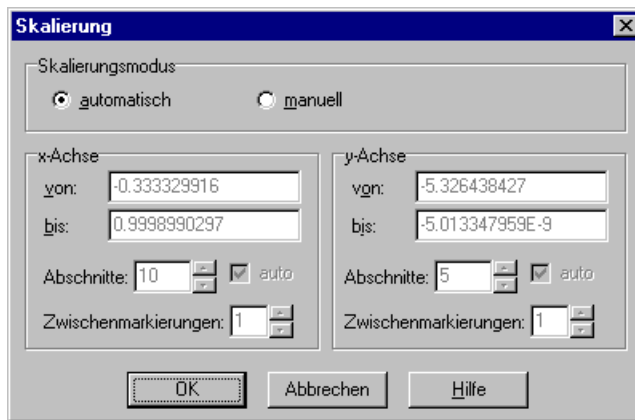 Skalierung
Skalierungsmodus
automatisch manuell
x-Achse y-Achse
von: -0.333329916 von: -5.326438427
bis: 0.9998990297 bis: -5.013347959E-9
Abschnitte: 10 auto Abschnitte: 5 auto
Zwischenmarkierungen: 1 Zwischenmarkierungen: 1
OK Abbrechen Hilfe